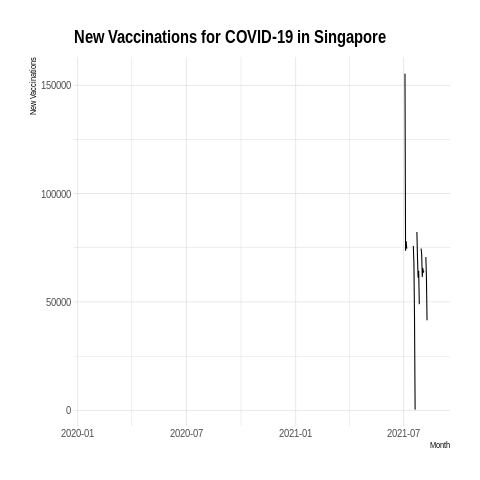 New Vaccinations for COVID-19 in Singapore
New Vaccinations
150000
100000
50000
0
2020-01
2020-07
2021-01
2021-07
Month